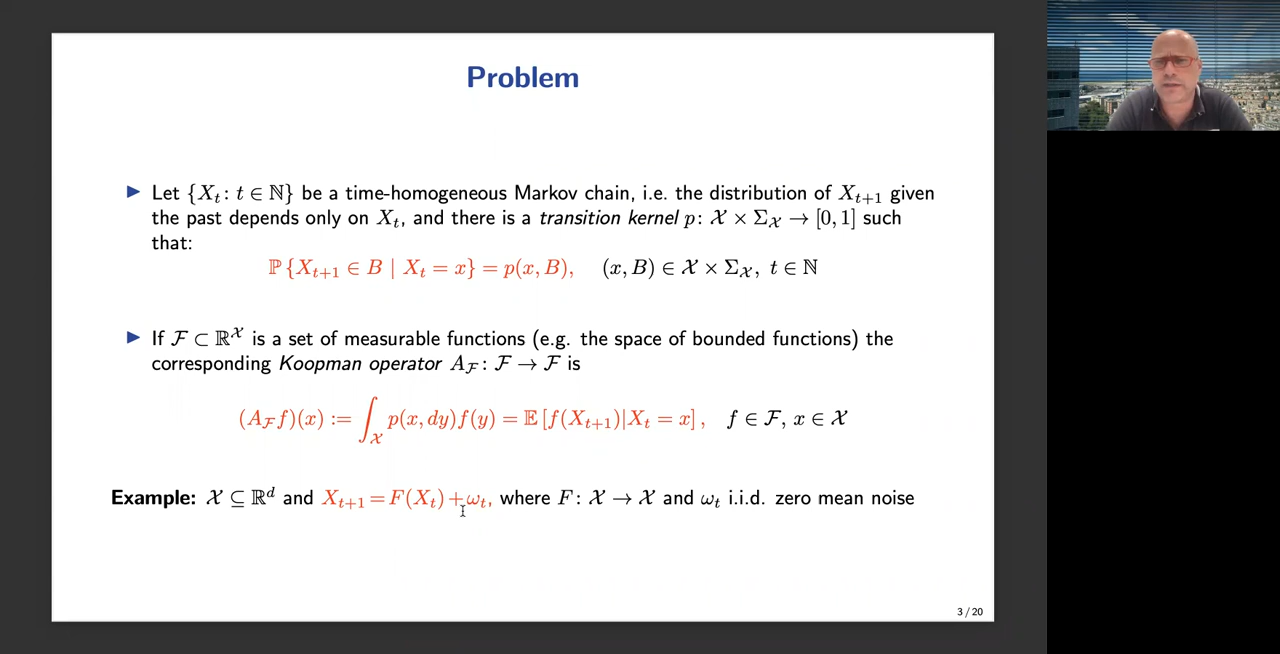 Problem
▶ Let {X_t : t ∈ ℕ} be a time-homogeneous Markov chain, i.e. the distribution of X_{t+1} given
the past depends only on X_t, and there is a transition kernel p: 𝒳 × Σ_𝒳 → [0, 1] such
that:
ℙ{X_{t+1} ∈ B | X_t = x} = p(x, B), (x, B) ∈ 𝒳 × Σ_𝒳, t ∈ ℕ
▶ If ℱ ⊂ ℝ^𝒳 is a set of measurable functions (e.g. the space of bounded functions) the
corresponding Koopman operator A_ℱ : ℱ → ℱ is
(A_ℱ f)(x) := ∫_𝒳 p(x, dy)f(y) = 𝔼[f(X_{t+1})|X_t = x], f ∈ ℱ, x ∈ 𝒳
Example: 𝒳 ⊆ ℝ^d and X_{t+1} = F(X_t) + ω_t, where F: 𝒳 → 𝒳 and ω_t i.i.d. zero mean noise
3 / 20